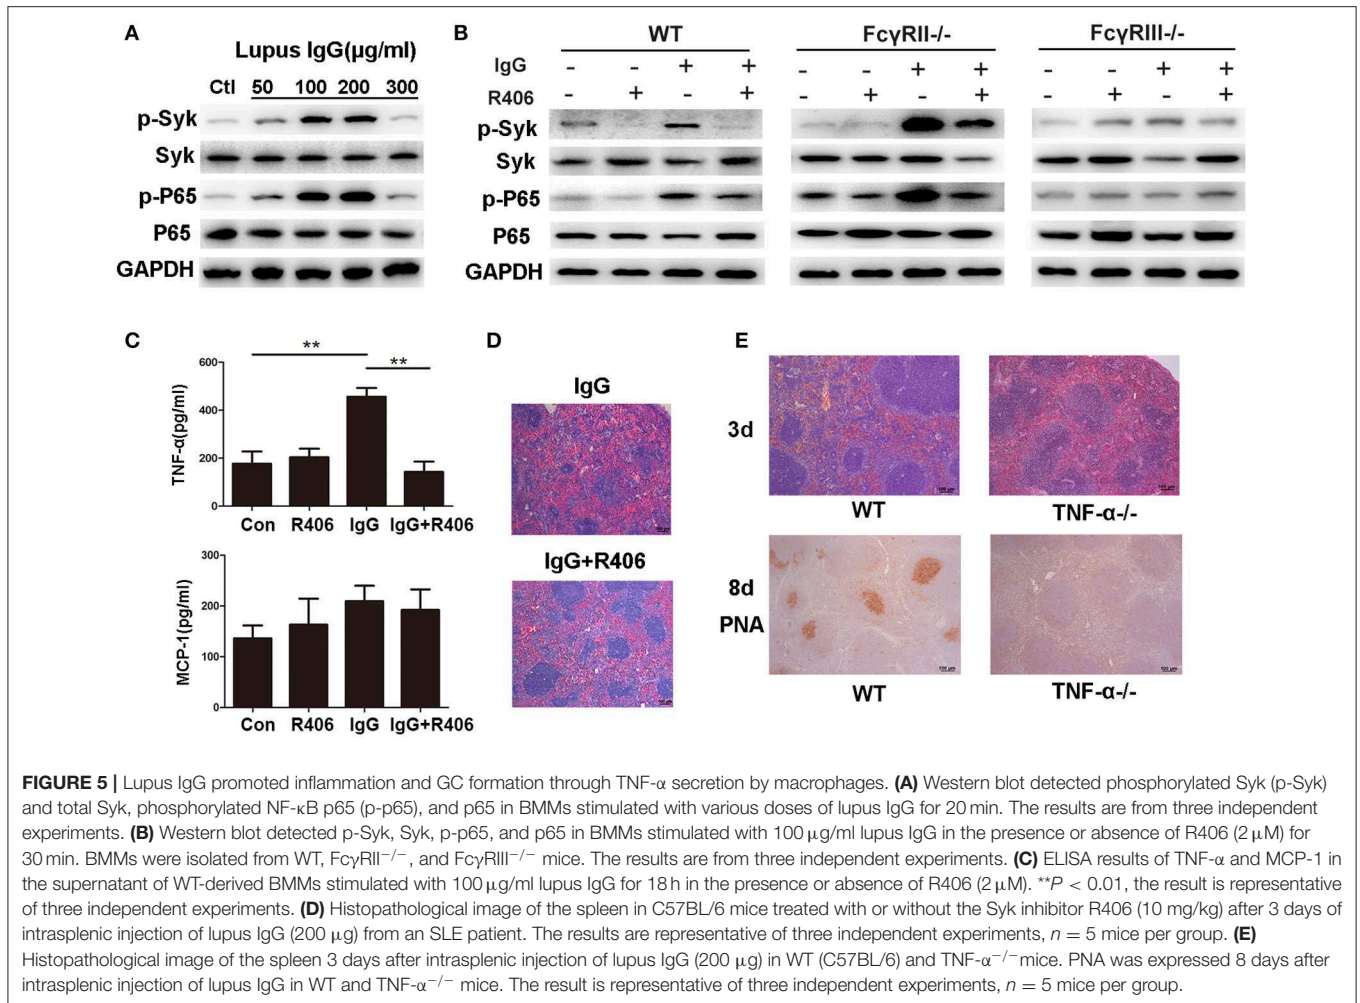 A
Lupus IgG(µg/ml)
Ctl 50 100 200 300
p-Syk
Syk
p-P65
P65
GAPDH
B
WT FcγRII-/- FcγRIII-/-
IgG - - + + - - + + - - + +
R406 - + - + - + - + - + - +
p-Syk
Syk
p-P65
P65
GAPDH
C
** **
TNF-α(pg/ml)
600
400
200
0
Con R406 IgG IgG+R406
MCP-1(pg/ml)
300
200
100
0
Con R406 IgG IgG+R406
D
IgG
100 µm
IgG+R406
100 µm
E
3d
100 µm 100 µm
WT TNF-α-/-
8d
PNA
100 µm 100 µm
WT TNF-α-/-
FIGURE 5 | Lupus IgG promoted inflammation and GC formation through TNF-α secretion by macrophages. (A) Western blot detected phosphorylated Syk (p-Syk)
and total Syk, phosphorylated NF-κB p65 (p-p65), and p65 in BMMs stimulated with various doses of lupus IgG for 20 min. The results are from three independent
experiments. (B) Western blot detected p-Syk, Syk, p-p65, and p65 in BMMs stimulated with 100 µg/ml lupus IgG in the presence or absence of R406 (2 µM) for
30 min. BMMs were isolated from WT, FcγRII−/−, and FcγRIII−/− mice. The results are from three independent experiments. (C) ELISA results of TNF-α and MCP-1 in
the supernatant of WT-derived BMMs stimulated with 100 µg/ml lupus IgG for 18 h in the presence or absence of R406 (2 µM). **P < 0.01, the result is representative
of three independent experiments. (D) Histopathological image of the spleen in C57BL/6 mice treated with or without the Syk inhibitor R406 (10 mg/kg) after 3 days of
intrasplenic injection of lupus IgG (200 µg) from an SLE patient. The results are representative of three independent experiments, n = 5 mice per group. (E)
Histopathological image of the spleen 3 days after intrasplenic injection of lupus IgG (200 µg) in WT (C57BL/6) and TNF-α−/−mice. PNA was expressed 8 days after
intrasplenic injection of lupus IgG in WT and TNF-α−/− mice. The result is representative of three independent experiments, n = 5 mice per group.